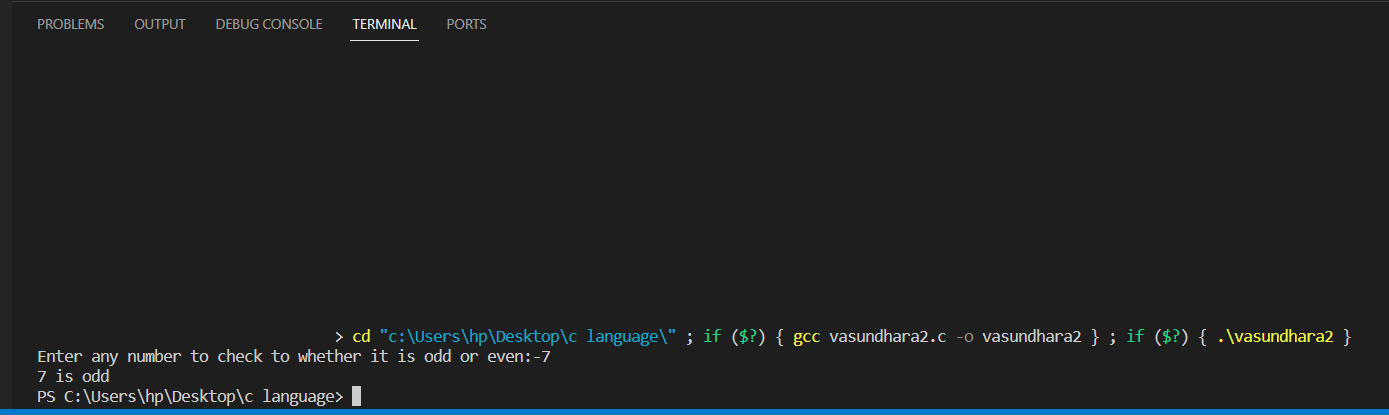 PROBLEMS OUTPUT DEBUG CONSOLE TERMINAL PORTS
> cd "c:\Users\hp\Desktop\c language\" ; if ($?) { gcc vasundhara2.c -o vasundhara2 } ; if ($?) { .\vasundhara2 }
Enter any number to check to whether it is odd or even:-7
7 is odd
PS C:\Users\hp\Desktop\c language>